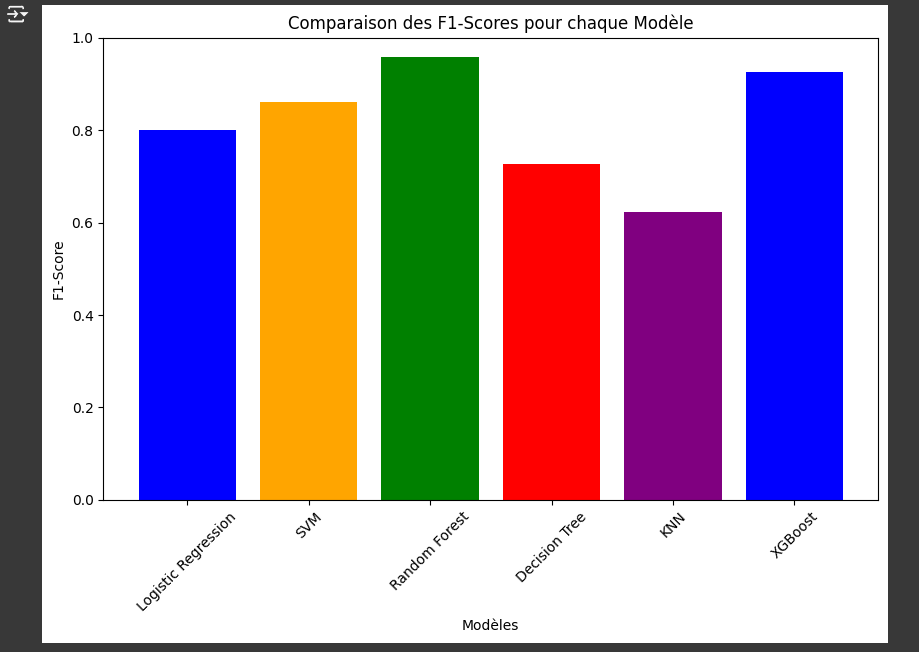 Comparaison des F1-Scores pour chaque Modèle
1.0
0.8
0.6
0.4
0.2
0.0
F1-Score
Logistic Regression
SVM
Random Forest
Decision Tree
KNN
XGBoost
Modèles